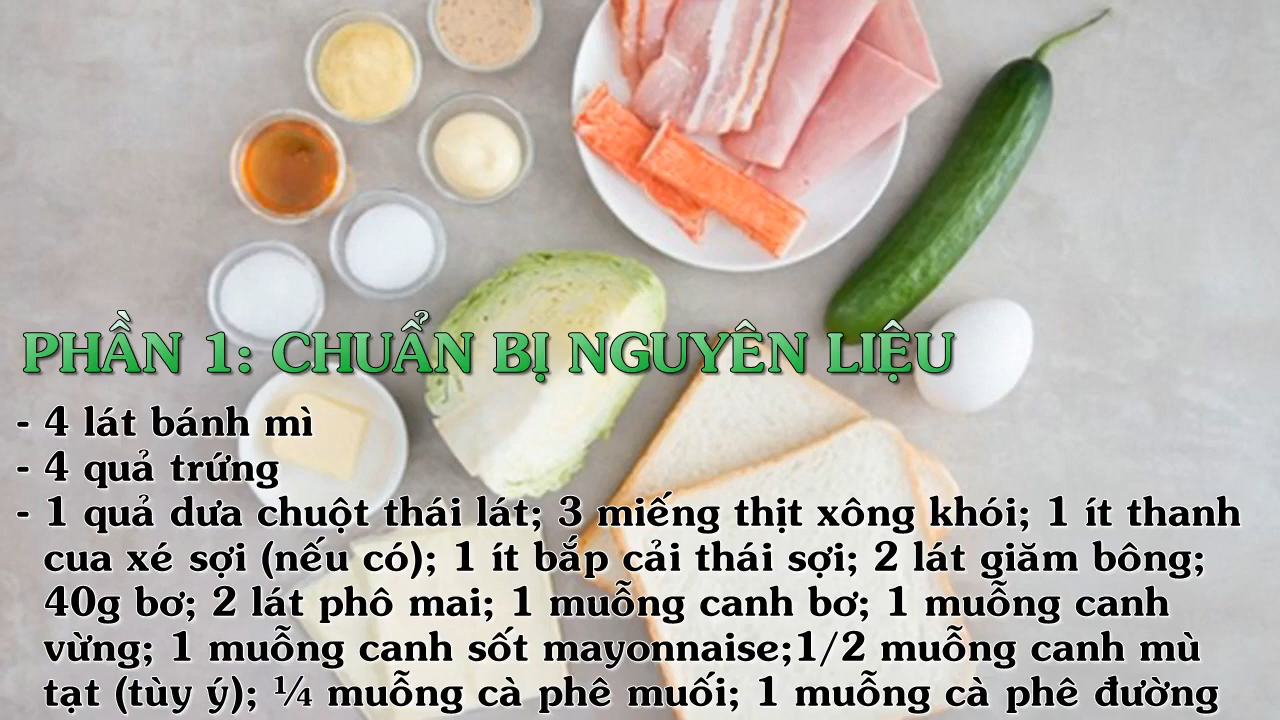 PHẦN 1: CHUẨN BỊ NGUYÊN LIỆU
- 4 lát bánh mì
- 4 quả trứng
- 1 quả dưa chuột thái lát; 3 miếng thịt xông khói; 1 ít thanh
cua xé sợi (nếu có); 1 ít bắp cải thái sợi; 2 lát giăm bông;
40g bơ; 2 lát phô mai; 1 muỗng canh bơ; 1 muỗng canh
vừng; 1 muỗng canh sốt mayonnaise;1/2 muỗng canh mù
tạt (tùy ý); ¼ muỗng cà phê muối; 1 muỗng cà phê đường